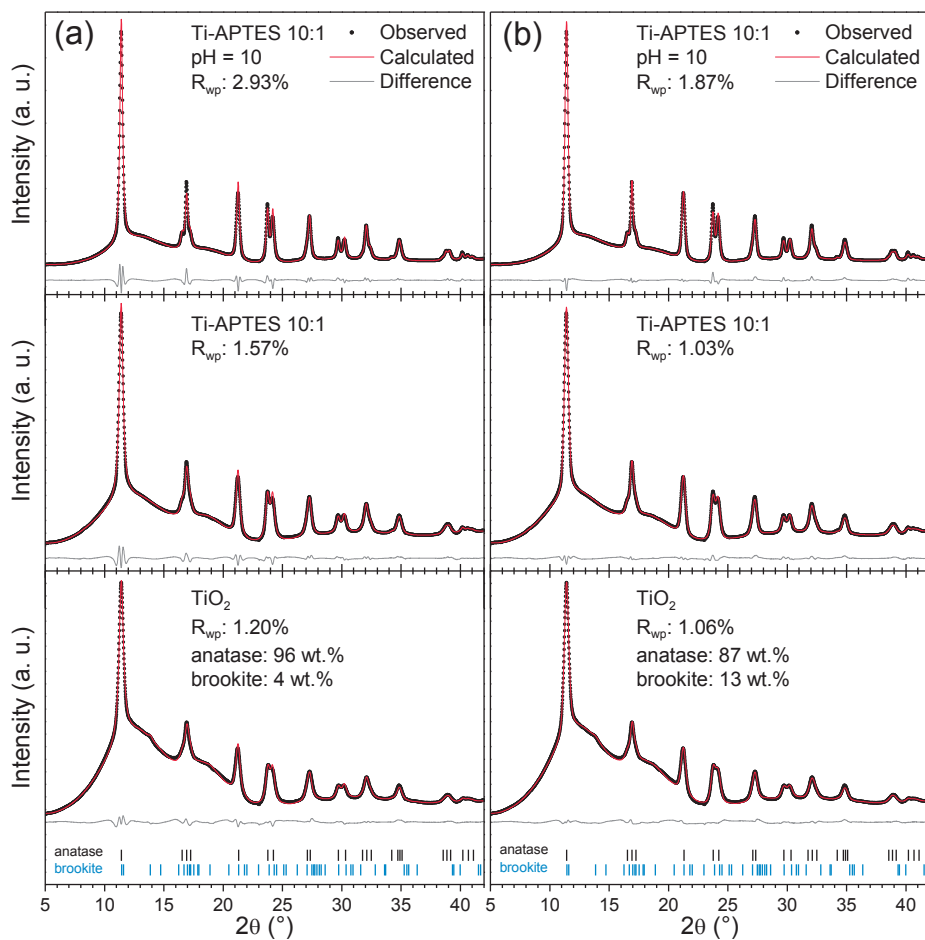 (a)
Ti-APTES 10:1
pH = 10
Rwp: 2.93%
Observed
Calculated
Difference
Intensity (a. u.)
Ti-APTES 10:1
Rwp: 1.57%
Intensity (a. u.)
TiO2
Rwp: 1.20%
anatase: 96 wt.%
brookite: 4 wt.%
Intensity (a. u.)
anatase
brookite
5 10 15 20 25 30 35 40
2θ (°)
(b)
Ti-APTES 10:1
pH = 10
Rwp: 1.87%
Observed
Calculated
Difference
Intensity (a. u.)
Ti-APTES 10:1
Rwp: 1.03%
Intensity (a. u.)
TiO2
Rwp: 1.06%
anatase: 87 wt.%
brookite: 13 wt.%
Intensity (a. u.)
anatase
brookite
5 10 15 20 25 30 35 40
2θ (°)